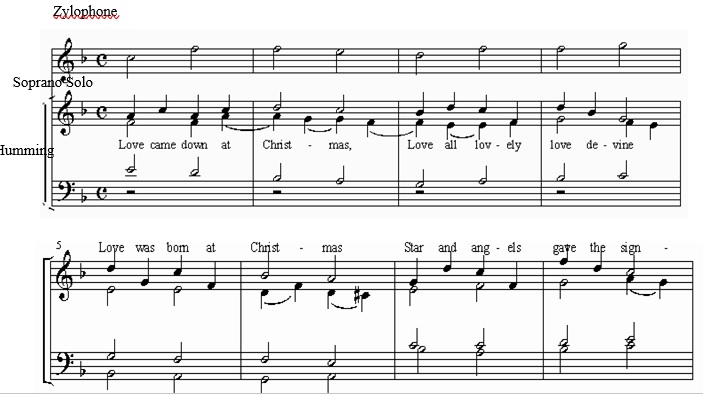 Zylophone
Soprano Solo
Humming
Love came down at Christ - mas, Love all lov - ely love de - vine
5
Love was born at Christ - mas Star and ang - els gave the sign -